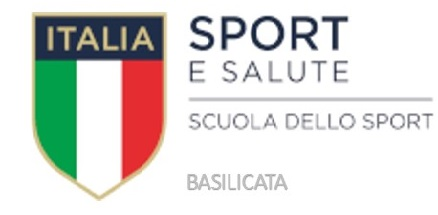 ITALIA
SPORT
E SALUTE
SCUOLA DELLO SPORT
BASILICATA